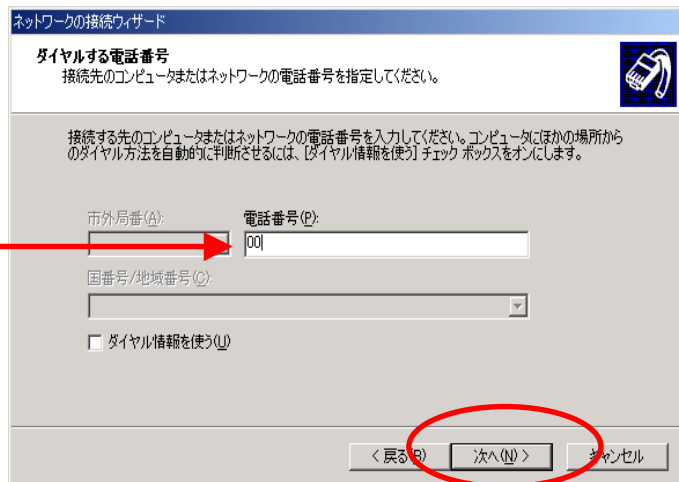 ネットワークの接続ウィザード
ダイヤルする電話番号
接続先のコンピュータまたはネットワークの電話番号を指定してください。
接続する先のコンピュータまたはネットワークの電話番号を入力してください。コンピュータにほかの場所から
のダイヤル方法を自動的に判断させるには、[ダイヤル情報を使う] チェック ボックスをオンにします。
市外局番(A): 電話番号(P):
00
国番号/地域番号(C):
ダイヤル情報を使う(U)
< 戻る(B) 次へ(N) > キャンセル